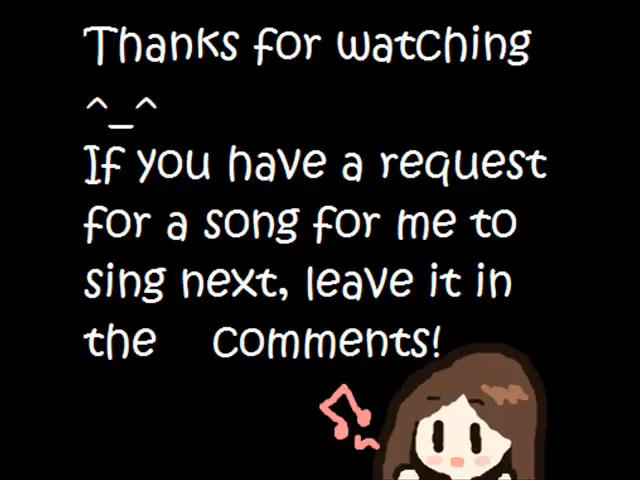 Thanks for watching
^_^
If you have a request
for a song for me to
sing next, leave it in
the comments!